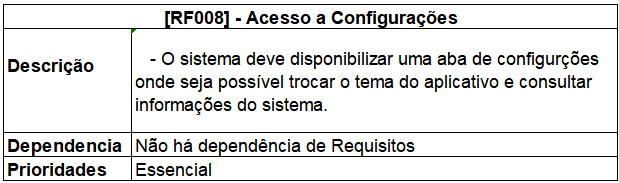 [RF008] - Acesso a Configurações
Descrição
- O sistema deve disponibilizar uma aba de configurções
onde seja possível trocar o tema do aplicativo e consultar
informações do sistema.
Dependencia Não há dependência de Requisitos
Prioridades Essencial